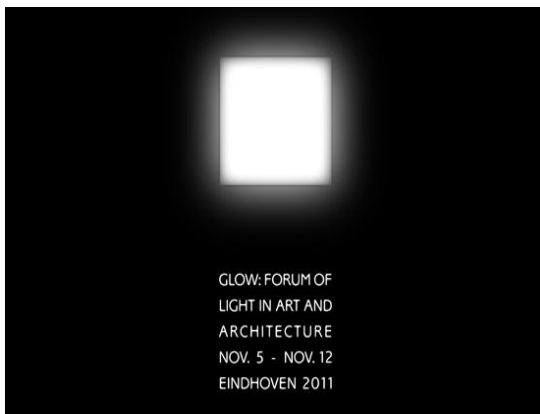 GLOW: FORUM OF
LIGHT IN ART AND
ARCHITECTURE
NOV. 5 - NOV. 12
EINDHOVEN 2011